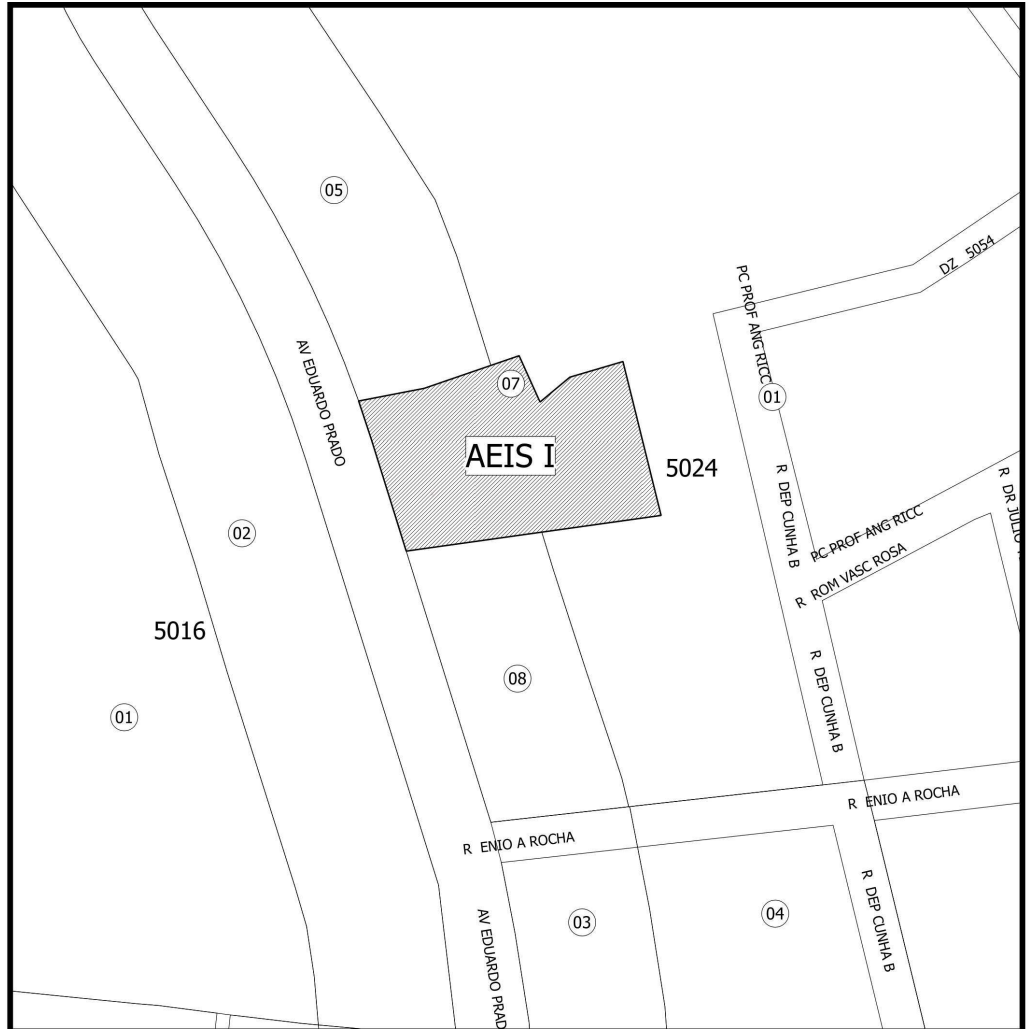 05
DZ 5054
PC PROF ANG RICC
AV EDUARDO PRADO
07
01
AEIS I
5024
R DEP CUNHA B
R DR JULIO
PC PROF ANG RICC
02
R ROM VASC ROSA
5016
R DEP CUNHA B
08
01
R ENIO A ROCHA
R ENIO A ROCHA
R DEP CUNHA B
03
04
AV EDUARDO PRAD